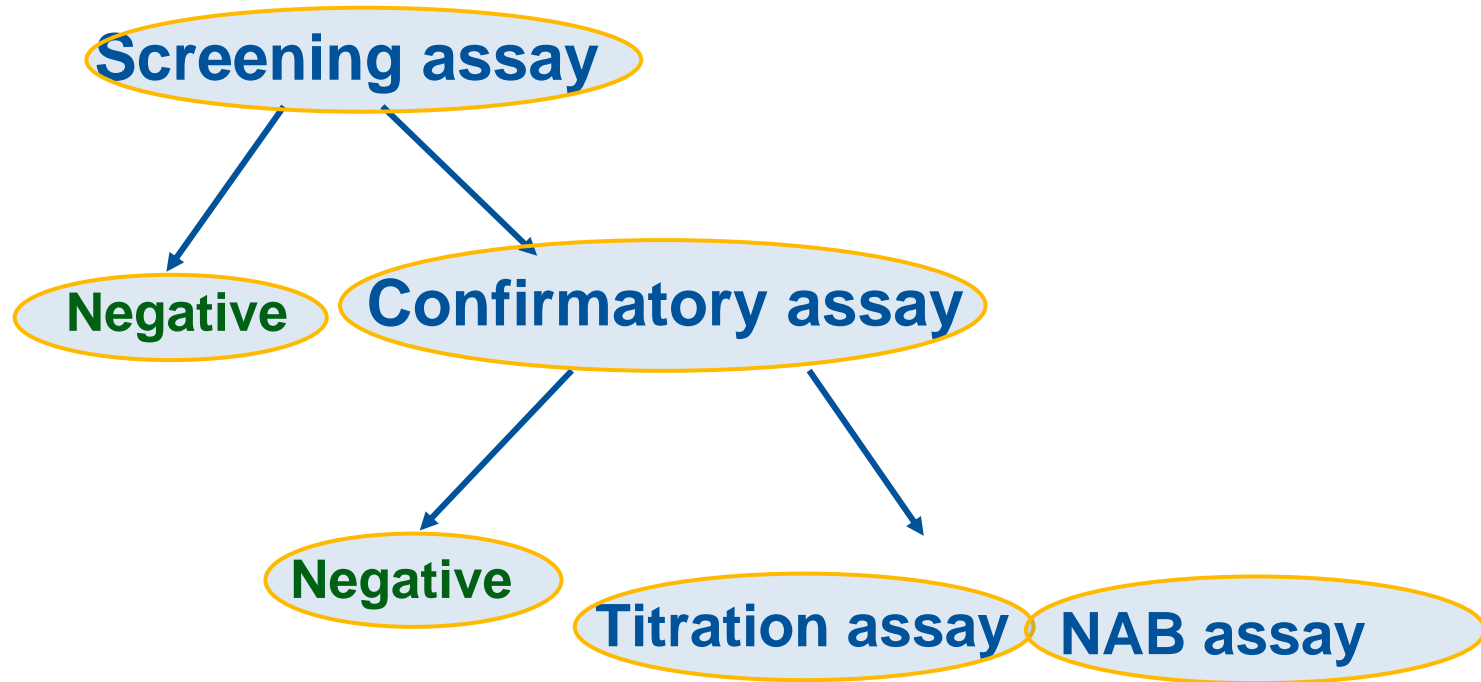 Screening assay
Negative
Confirmatory assay
Negative
Titration assay
NAB assay